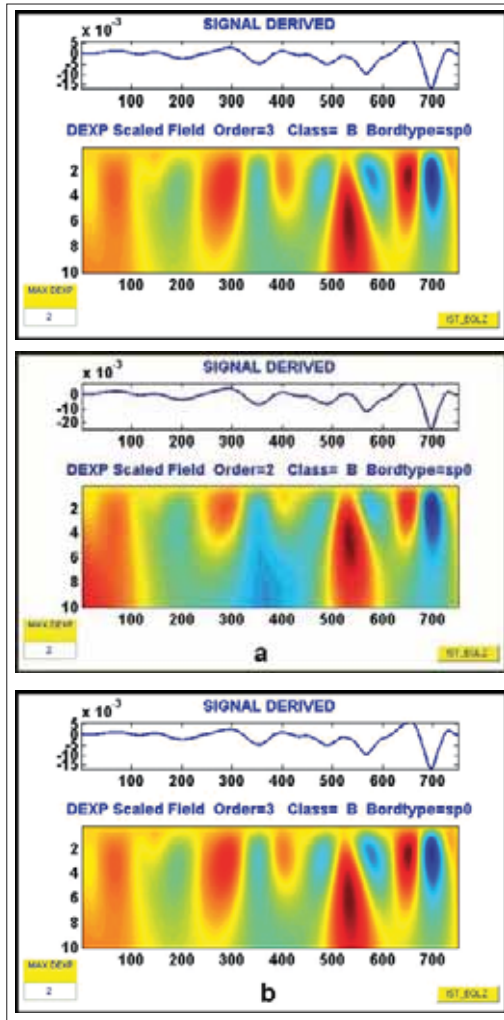 x 10⁻³
SIGNAL DERIVED
5
0
-5
-10
-15
100 200 300 400 500 600 700
DEXP Scaled Field Order=3 Class= B Bordtype=sp0
2
4
6
8
10
100 200 300 400 500 600 700
MAX DEXP
2
IST_EGLZ
SIGNAL DERIVED
x 10⁻³
0
-10
-20
100 200 300 400 500 600 700
DEXP Scaled Field Order=2 Class= B Bordtype=sp0
2
4
6
8
10
100 200 300 400 500 600 700
MAX DEXP
2
a
IST_EGLZ
SIGNAL DERIVED
x 10⁻³
5
0
-5
-10
-15
100 200 300 400 500 600 700
DEXP Scaled Field Order=3 Class= B Bordtype=sp0
2
4
6
8
10
100 200 300 400 500 600 700
MAX DEXP
2
b
IST_EGLZ